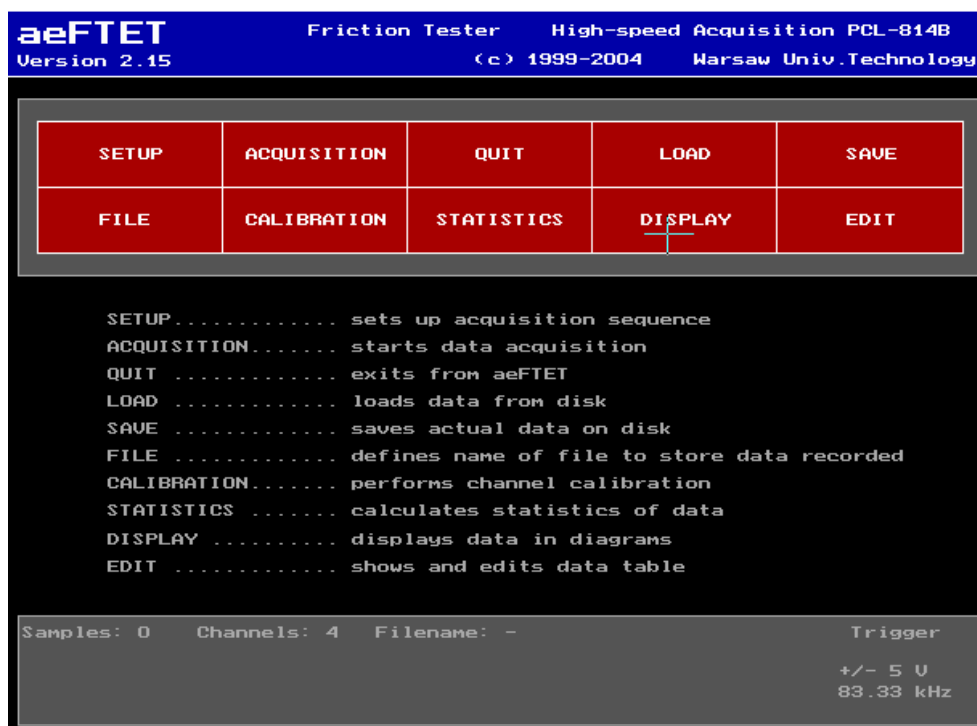 aeFTET Friction Tester High-speed Acquisition PCL-814B
Version 2.15 (c) 1999-2004 Warsaw Univ.Technology
SETUP ACQUISITION QUIT LOAD SAVE
FILE CALIBRATION STATISTICS DISPLAY EDIT
SETUP............. sets up acquisition sequence
ACQUISITION....... starts data acquisition
QUIT ............. exits from aeFTET
LOAD ............. loads data from disk
SAVE ............. saves actual data on disk
FILE ............. defines name of file to store data recorded
CALIBRATION....... performs channel calibration
STATISTICS ....... calculates statistics of data
DISPLAY .......... displays data in diagrams
EDIT ............. shows and edits data table
Samples: 0 Channels: 4 Filename: - Trigger
+/- 5 V
83.33 kHz